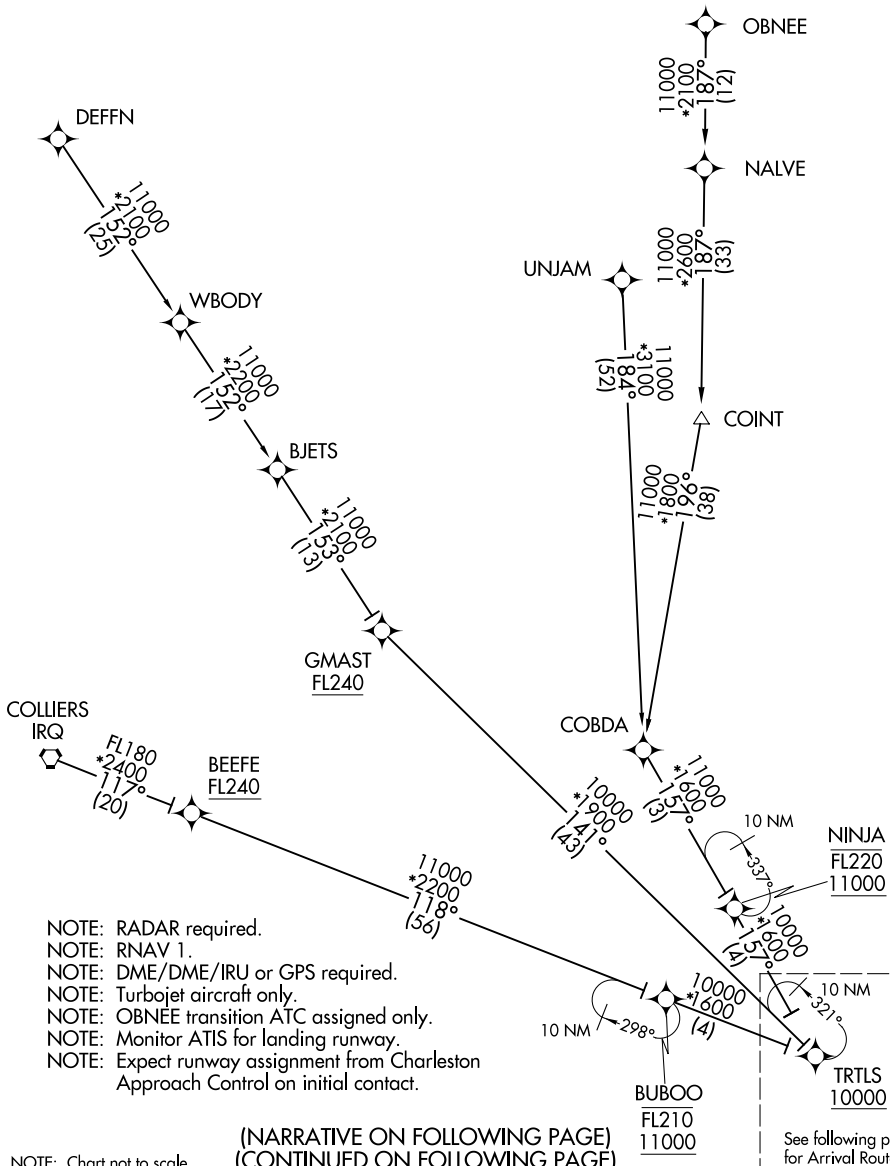 OBNEE
11000
*2100
187°
(12)
DEFFN
NALVE
11000
*2100
152°
(25)
11000
*2600
187°
(33)
UNJAM
WBODY
11000
*3100
184°
(52)
11000
*2200
152°
(17)
COINT
BJETS
11000
*1800
196°
(38)
11000
*2100
153°
(13)
GMAST
FL240
COLLIERS
IRQ
COBDA
FL180
*2400
117°
(20)
BEEFE
FL240
11000
*1600
157°
(3)
10000
*1900
141°
(43)
10 NM
337°
NINJA
FL220
11000
11000
*2200
118°
(56)
10000
*1600
157°
(4)
NOTE: RADAR required.
NOTE: RNAV 1.
NOTE: DME/DME/IRU or GPS required.
NOTE: Turbojet aircraft only.
NOTE: OBNEE transition ATC assigned only.
NOTE: Monitor ATIS for landing runway.
NOTE: Expect runway assignment from Charleston
Approach Control on initial contact.
10000
*1600
(4)
10 NM
321°
10 NM
298°
TRTLS
10000
BUBOO
FL210
11000
(NARRATIVE ON FOLLOWING PAGE)
(CONTINUED ON FOLLOWING PAGE)
NOTE: Chart not to scale
See following p
for Arrival Rout